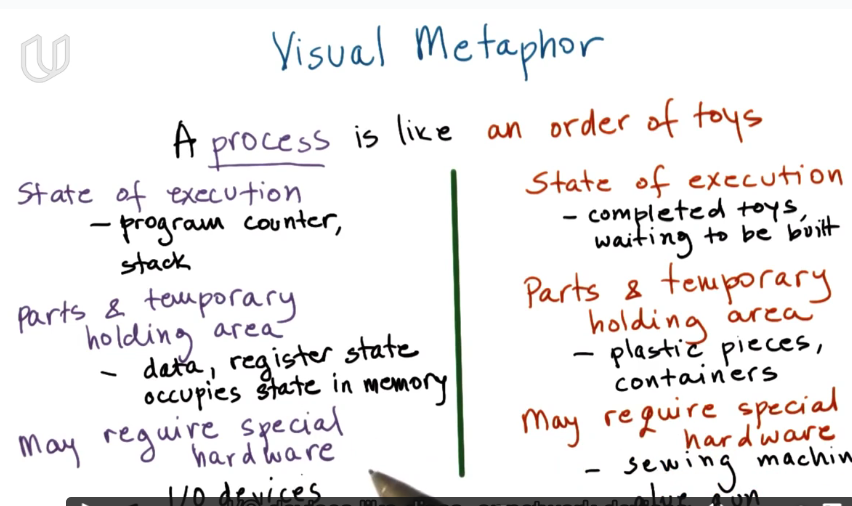 Visual Metaphor
A process is like an order of toys
State of execution
- program counter,
stack
Parts & temporary
holding area
- data, register state
occupies state in memory
May require special
hardware
I/O devices
State of execution
- completed toys,
waiting to be built
Parts & temporary
holding area
- plastic pieces,
containers
May require special
hardware
- sewing machin
glue gun